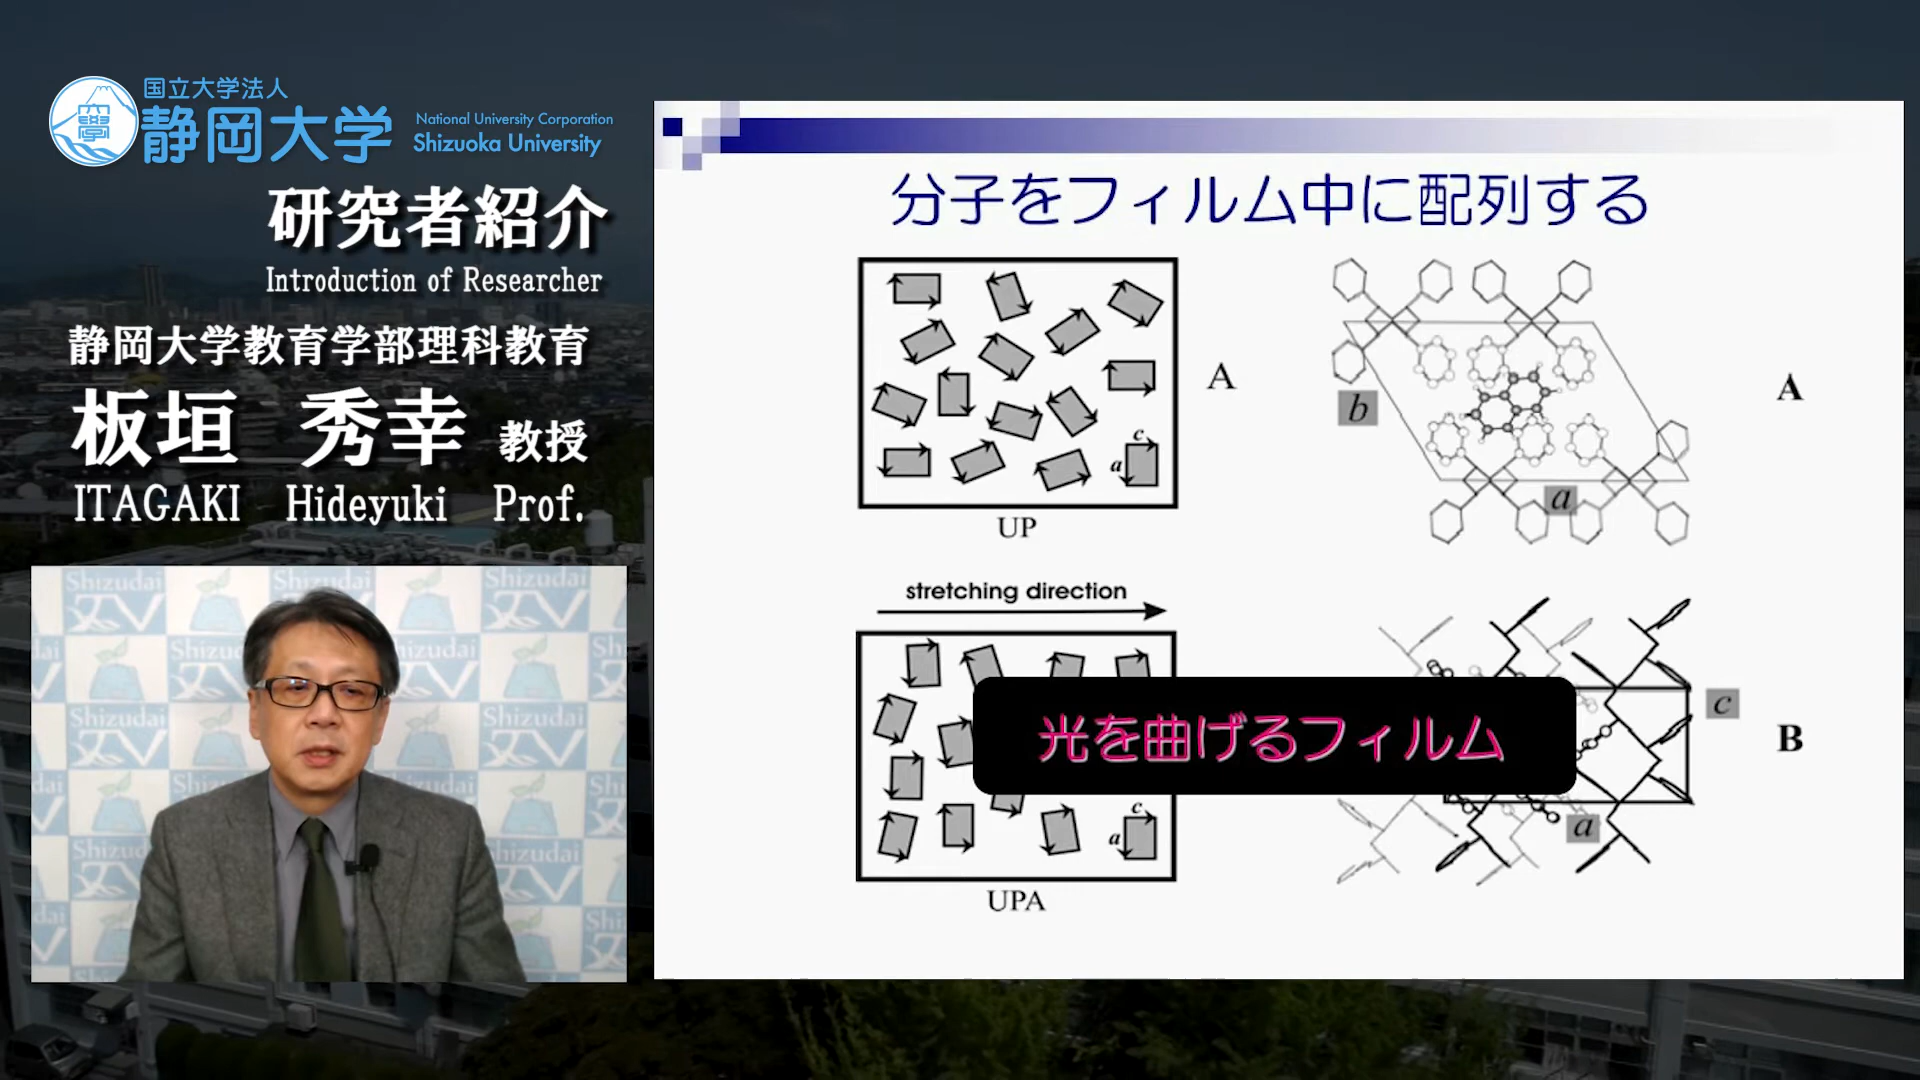 国立大学法人
静岡大学
National University Corporation
Shizuoka University
研究者紹介
Introduction of Researcher
静岡大学教育学部理科教育
板垣 秀幸 教授
ITAGAKI Hideyuki Prof.
Shizudai
TV
分子をフィルム中に配列する
c
a
A
UP
b
a
A
stretching direction
c
a
UPA
光を曲げるフィルム
c
a
B